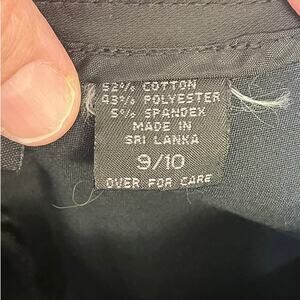 52% COTTON
43% POLYESTER
5% SPANDEX
MADE IN
SRI LANKA
9/10
OVER FOR CARE